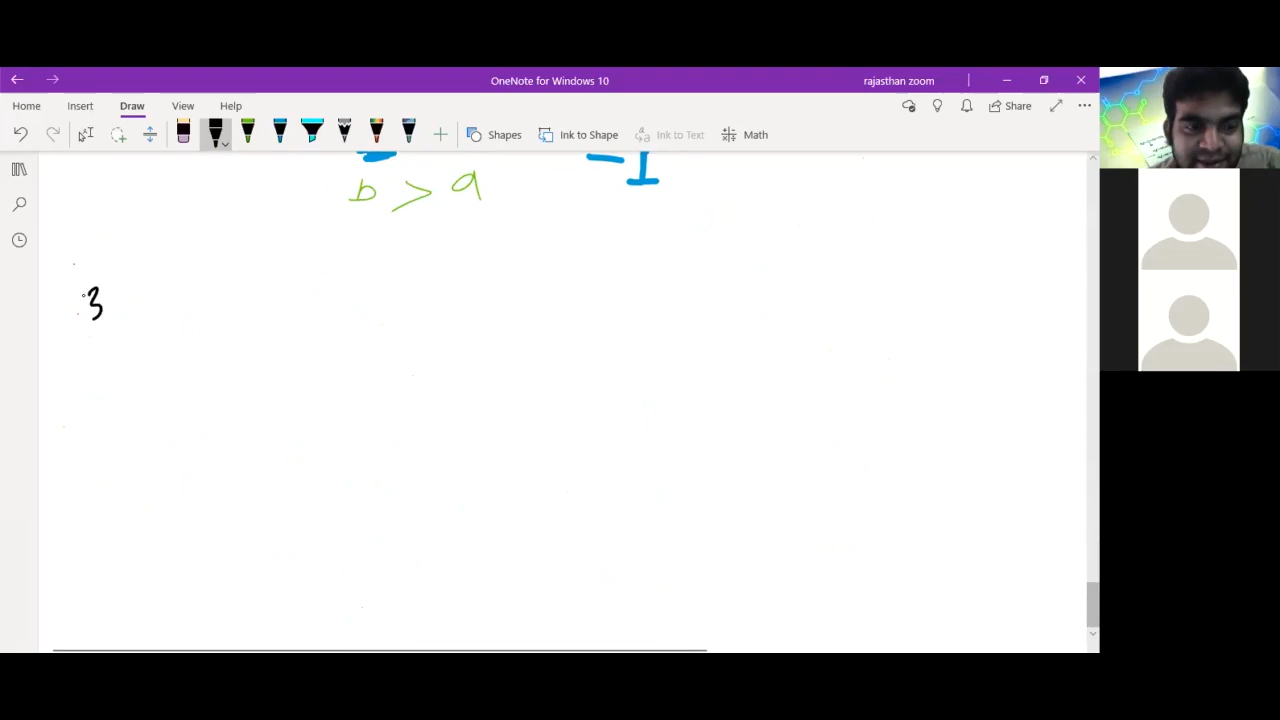 OneNote for Windows 10
rajasthan zoom
Home Insert Draw View Help
Share
Shapes Ink to Shape Ink to Text Math
b > a
-I
3